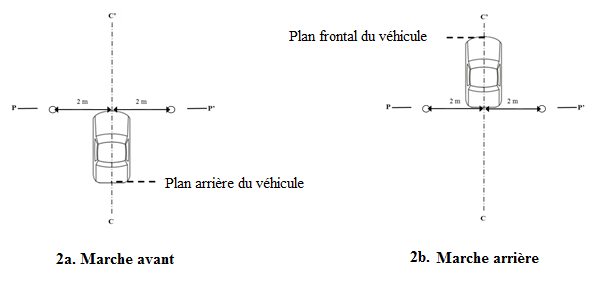 C'
2 m 2 m
P P'
Plan arrière du véhicule
C
2a. Marche avant
C'
Plan frontal du véhicule
2 m 2 m
P P'
C
2b. Marche arrière